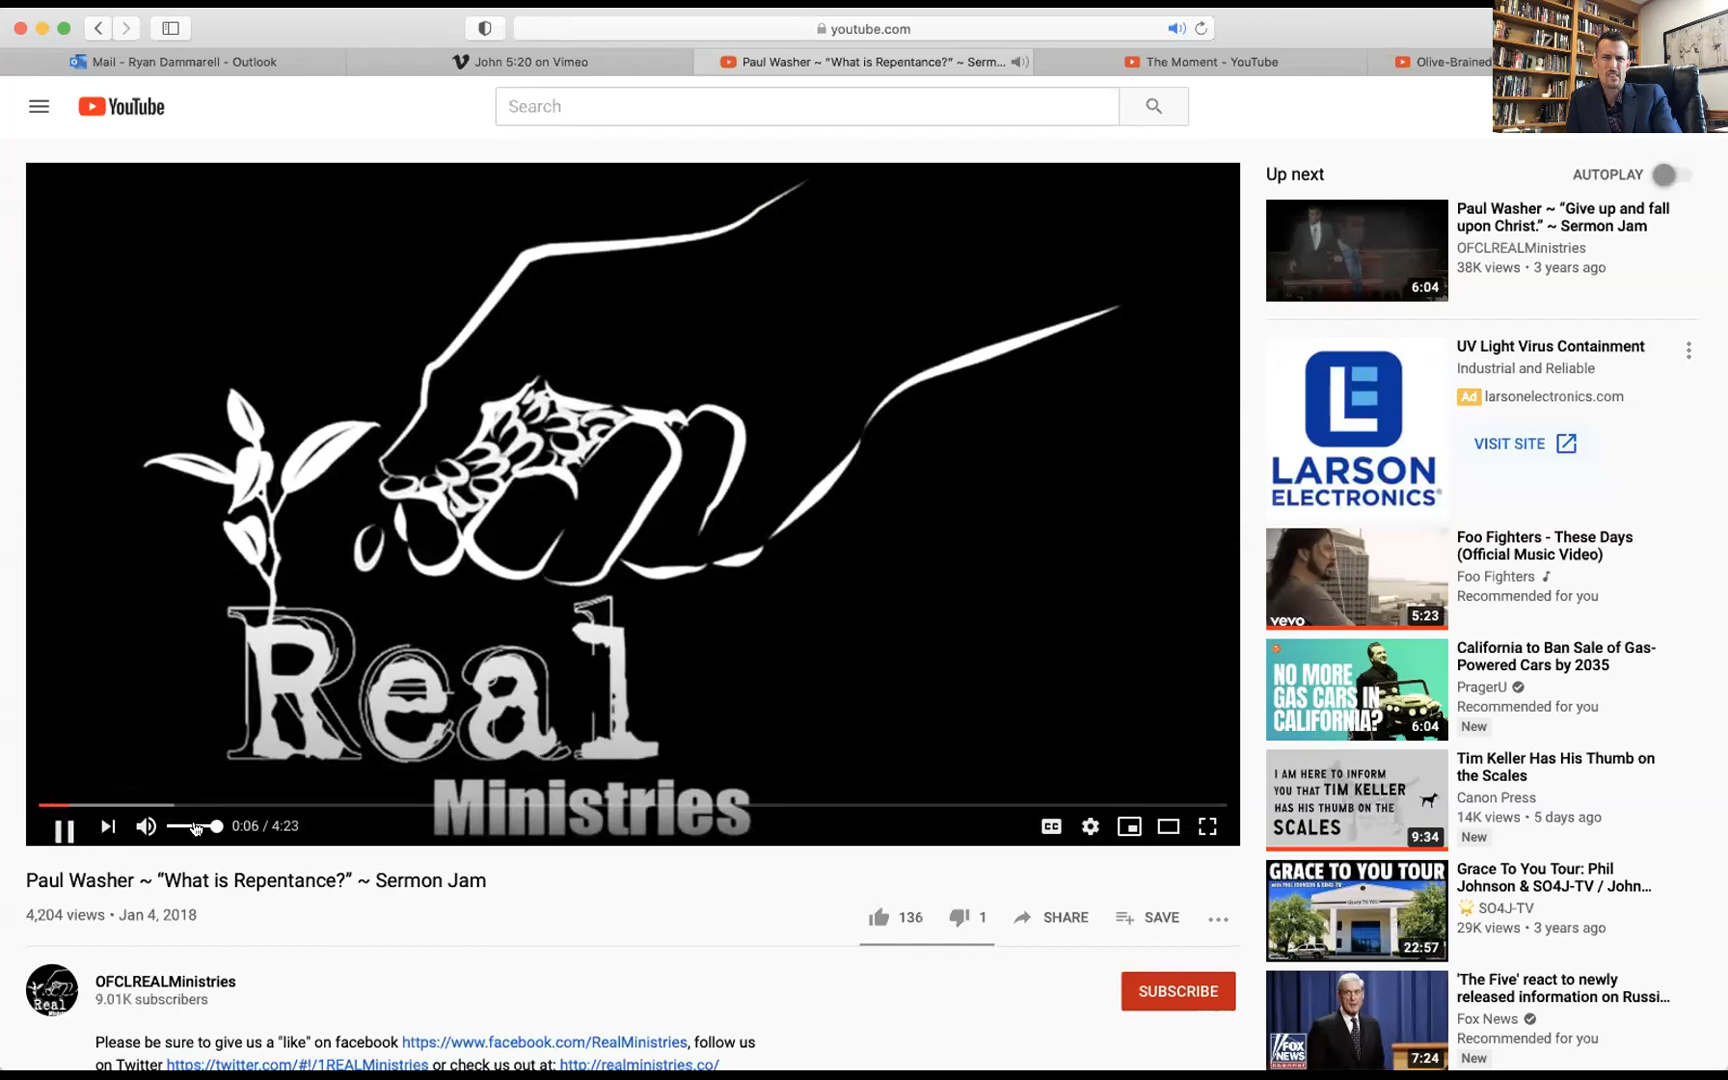 youtube.com
Mail - Ryan Dammarell - Outlook
John 5:20 on Vimeo
Paul Washer ~ “What is Repentance?” ~ Serm...
The Moment - YouTube
Olive-Brained
YouTube
Search
Real
Ministries
0:06 / 4:23
CC
Paul Washer ~ “What is Repentance?” ~ Sermon Jam
4,204 views • Jan 4, 2018
136
1
SHARE
SAVE
OFCLREALMinistries
9.01K subscribers
SUBSCRIBE
Please be sure to give us a "like" on facebook https://www.facebook.com/RealMinistries, follow us
on Twitter https://twitter.com/#!/1REALMinistries or check us out at: http://realministries.co/
Up next
AUTOPLAY
6:04
Paul Washer ~ “Give up and fall
upon Christ.” ~ Sermon Jam
OFCLREALMinistries
38K views • 3 years ago
LARSON
ELECTRONICS
UV Light Virus Containment
Industrial and Reliable
Ad larsonelectronics.com
VISIT SITE
vevo
5:23
Foo Fighters - These Days
(Official Music Video)
Foo Fighters
Recommended for you
NO MORE
GAS CARS IN
CALIFORNIA?
6:04
California to Ban Sale of Gas-
Powered Cars by 2035
PragerU
Recommended for you
New
I AM HERE TO INFORM
YOU THAT TIM KELLER
HAS HIS THUMB ON THE
SCALES
9:34
Tim Keller Has His Thumb on
the Scales
Canon Press
14K views • 5 days ago
New
GRACE TO YOU TOUR
22:57
Grace To You Tour: Phil
Johnson & SO4J-TV / John...
SO4J-TV
29K views • 3 years ago
FOX
NEWS
channel
7:24
'The Five' react to newly
released information on Russi...
Fox News
Recommended for you
New